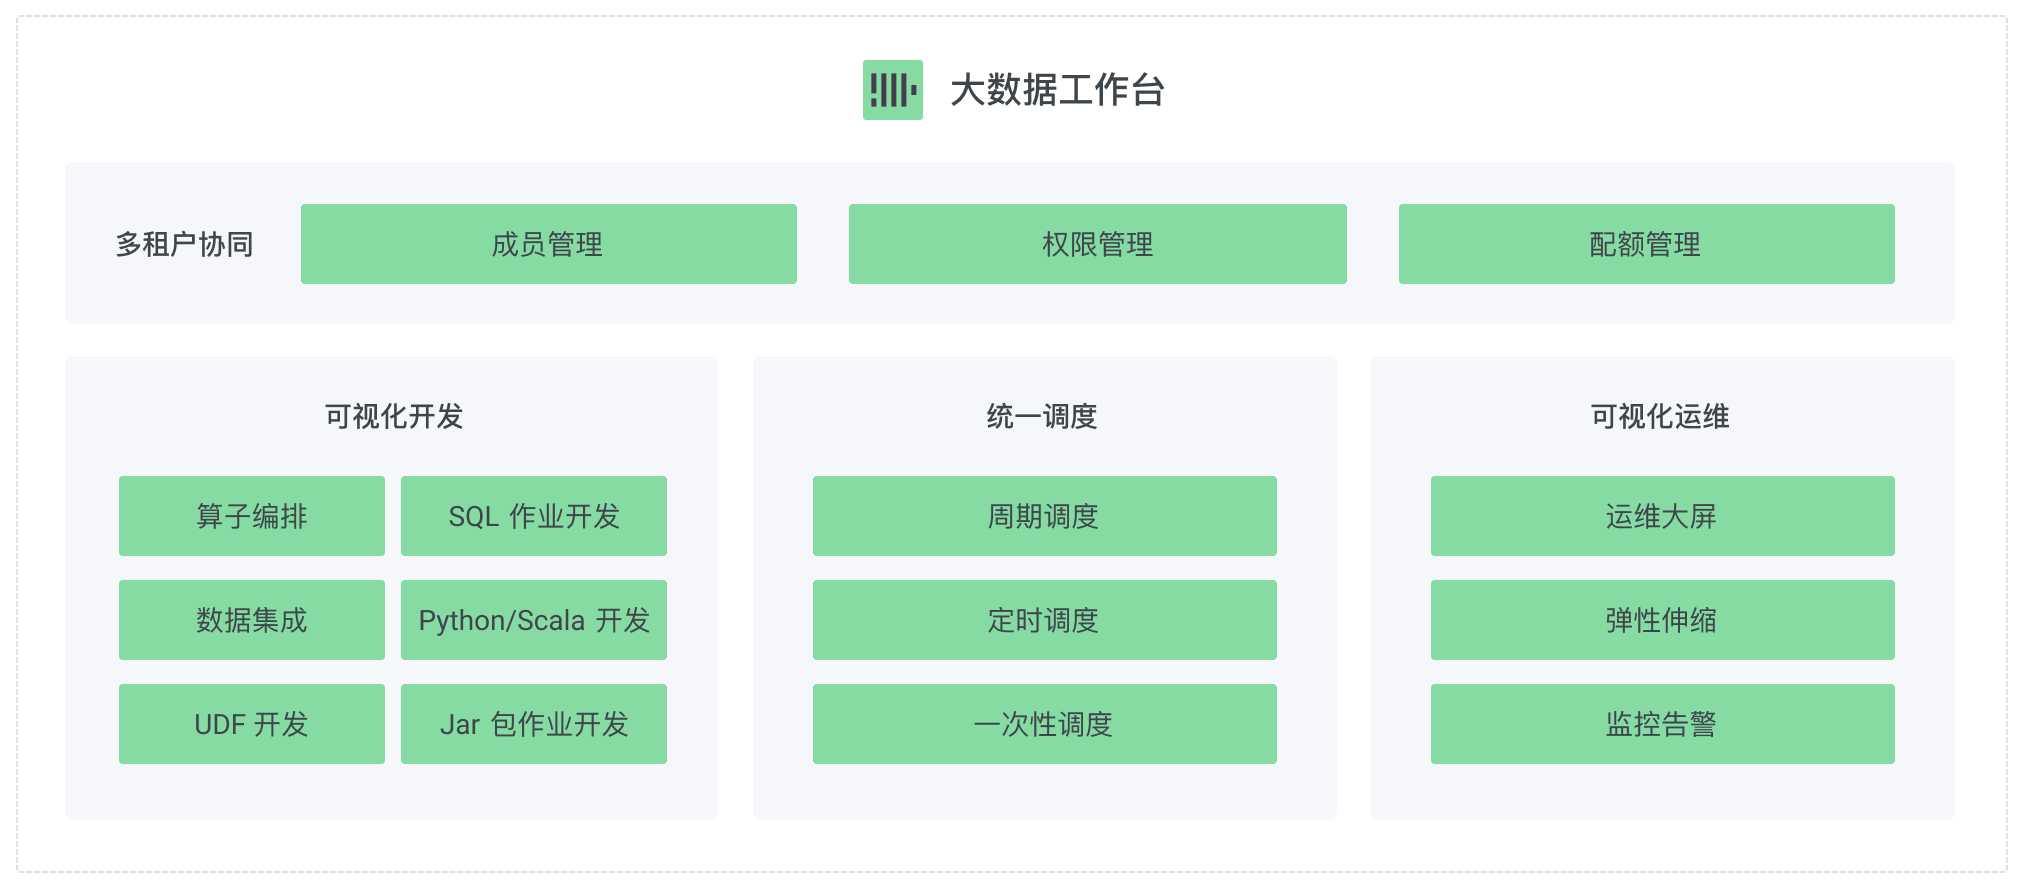 大数据工作台
多租户协同
成员管理
权限管理
配额管理
可视化开发
算子编排
SQL 作业开发
数据集成
Python/Scala 开发
UDF 开发
Jar 包作业开发
统一调度
周期调度
定时调度
一次性调度
可视化运维
运维大屏
弹性伸缩
监控告警